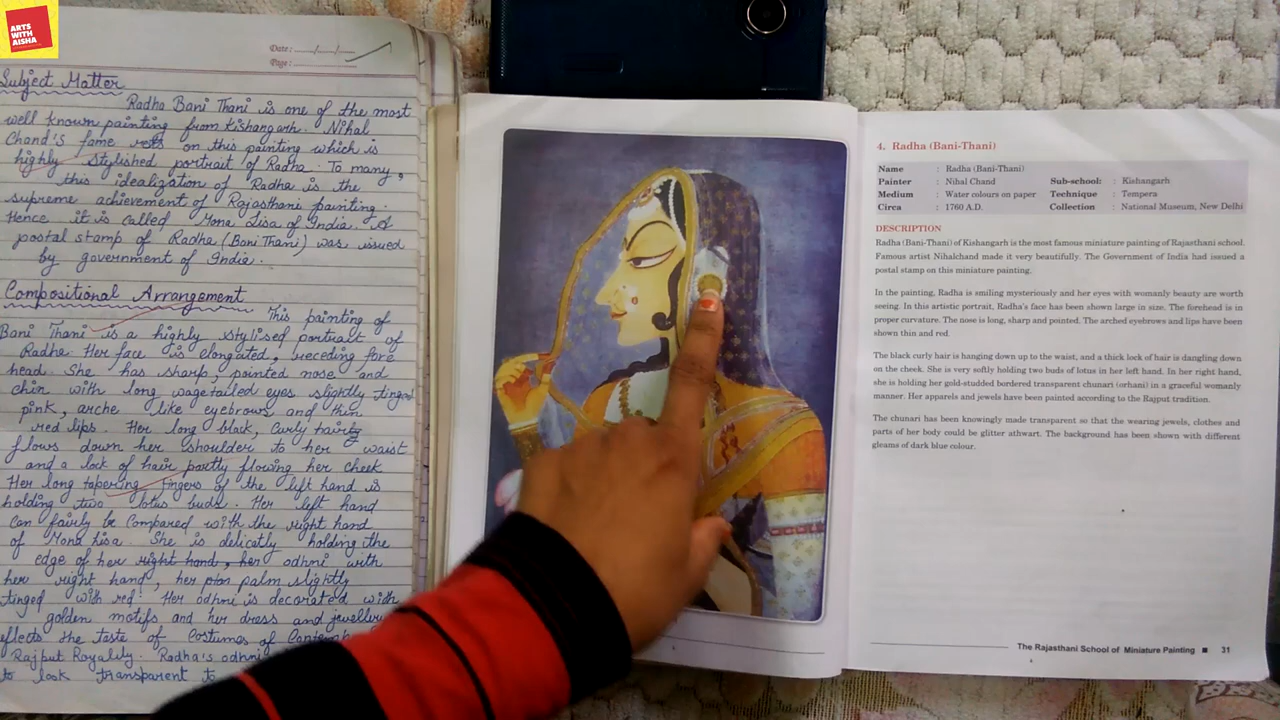 ARTS
WITH
AISHA
Date :
Page :
Subject Matter
Radha Bani Thani is one of the most
well known painting from Kishangarh. Nihal
Chand's fame rests on this painting which is
highly stylished portrait of Radha. To many,
this idealization of Radha is the
supreme achievement of Rajasthani painting.
Hence it is called Mona Lisa of India. A
postal stamp of Radha (Bani Thani) was issued
by government of India.
Compositional Arrangement
This painting of
Bani Thani is a highly stylised portrait of
Radha. Her face is elongated, receding fore
head. She has sharp, pointed nose and
chin with long wagetailed eyes slightly tinged
pink, arche like eyebrows and thin
red lips. Her long black, curly hairs
flows down her shoulder to her waist
and a lock of hair partly flowing her cheek
Her long tapering fingers of the left hand is
holding two lotus buds. Her left hand
can fairly be compared with the right hand
of Mona Lisa. She is delicatly holding the
edge of her right hand, her odhni with
her right hand, her palm slightly
tinged with red. Her odhni is decorated with
golden motifs and her dress and jewellery
eflects the taste of Costumes of
Rajput Royality. Radha's odhni
to look transparent to
4. Radha (Bani-Thani)
Name : Radha (Bani-Thani)
Painter : Nihal Chand Sub-school: : Kishangarh
Medium : Water colours on paper Technique : Tempera
Circa : 1760 A.D. Collection : National Museum, New Delhi
DESCRIPTION
Radha (Bani-Thani) of Kishangarh is the most famous miniature painting of Rajasthani school.
Famous artist Nihalchand made it very beautifully. The Government of India had issued a
postal stamp on this miniature painting.
In the painting, Radha is smiling mysteriously and her eyes with womanly beauty are worth
seeing. In this artistic portrait, Radha's face has been shown large in size. The forehead is in
proper curvature. The nose is long, sharp and pointed. The arched eyebrows and lips have been
shown thin and red.
The black curly hair is hanging down up to the waist, and a thick lock of hair is dangling down
on the cheek. She is very softly holding two buds of lotus in her left hand. In her right hand,
she is holding her gold-studded bordered transparent chunari (orhani) in a graceful womanly
manner. Her apparels and jewels have been painted according to the Rajput tradition.
The chunari has been knowingly made transparent so that the wearing jewels, clothes and
parts of her body could be glitter athwart. The background has been shown with different
gleams of dark blue colour.
The Rajasthani School of Miniature Painting ■ 31